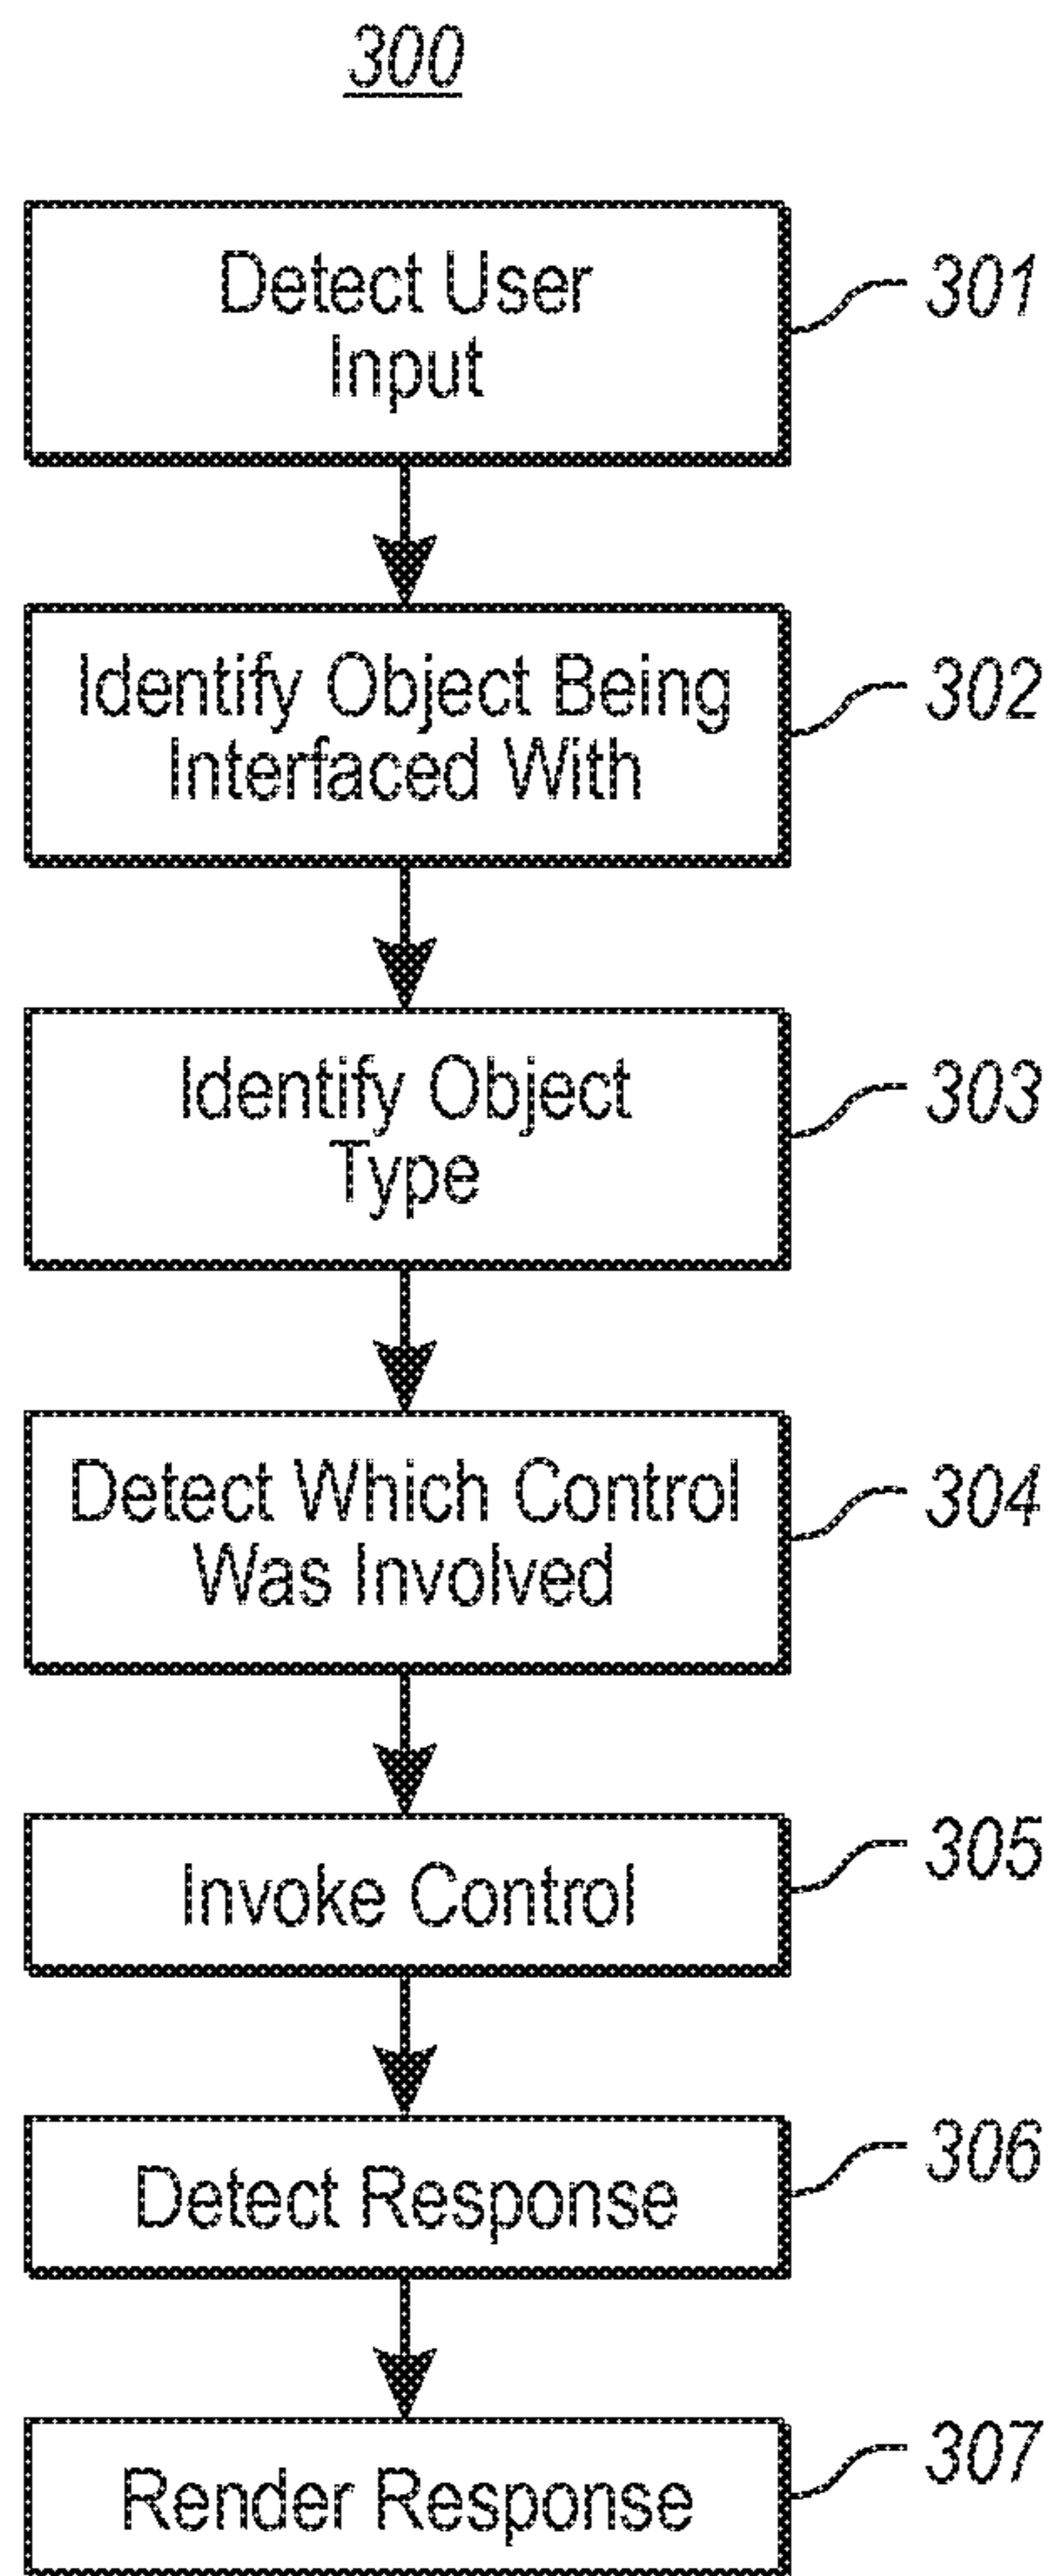 300
Detect User
Input
301
Identify Object Being
Interfaced With
302
Identify Object
Type
303
Detect Which Control
Was Involved
304
Invoke Control
305
Detect Response
306
Render Response
307